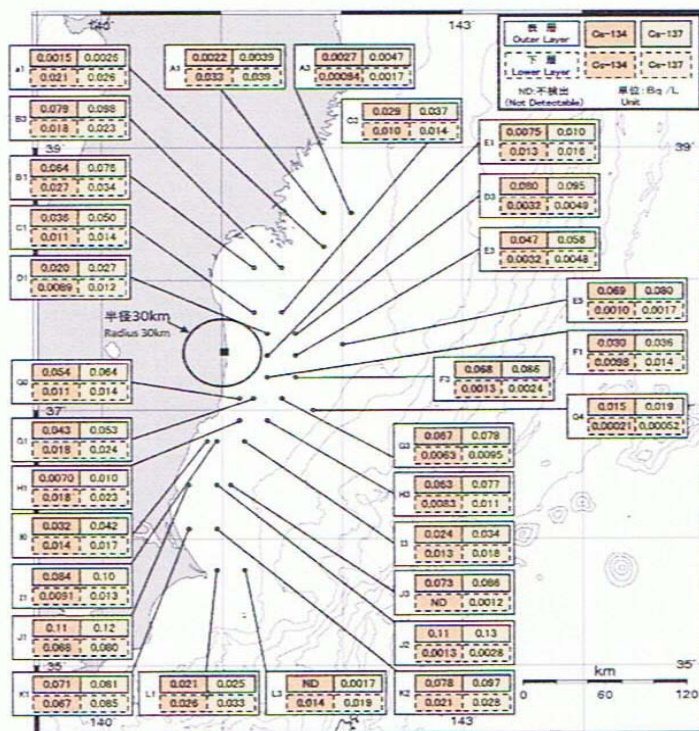 140° 143°
表層 Outer Layer Cs-134 Cs-137
下層 Lower Layer Cs-134 Cs-137
ND:不検出 (Not Detectable) 単位:Bq/L Unit
a1 0.0015 0.0025
0.021 0.026
A1 0.0022 0.0039
0.033 0.039
A3 0.0027 0.0047
0.00084 0.0017
B3 0.079 0.098
0.018 0.023
C3 0.029 0.037
0.010 0.014
E1 0.0075 0.010
0.013 0.016
39° 39°
B1 0.064 0.076
0.027 0.034
D3 0.080 0.095
0.0032 0.0049
C1 0.036 0.050
0.011 0.014
E3 0.047 0.058
0.0032 0.0048
D1 0.020 0.027
0.0089 0.012
E5 0.069 0.080
0.0010 0.0017
半径30km
Radius 30km
F1 0.030 0.036
0.0098 0.014
G0 0.054 0.064
0.011 0.014
F3 0.068 0.086
0.0013 0.0024
37°
G4 0.015 0.019
0.00021 0.00052
G1 0.043 0.053
0.018 0.024
G3 0.067 0.079
0.0063 0.0095
H1 0.0070 0.010
0.018 0.023
H3 0.063 0.077
0.0083 0.011
I0 0.032 0.042
0.014 0.017
I3 0.024 0.034
0.013 0.018
I1 0.084 0.10
0.0091 0.013
J3 0.073 0.086
ND 0.0012
J1 0.11 0.12
0.068 0.080
J2 0.11 0.13
0.0013 0.0028
35° 35°
K1 0.071 0.081
0.067 0.085
L1 0.021 0.025
0.026 0.033
L3 ND 0.0017
0.014 0.019
K2 0.078 0.097
0.021 0.028
km
0 60 120
140° 143°